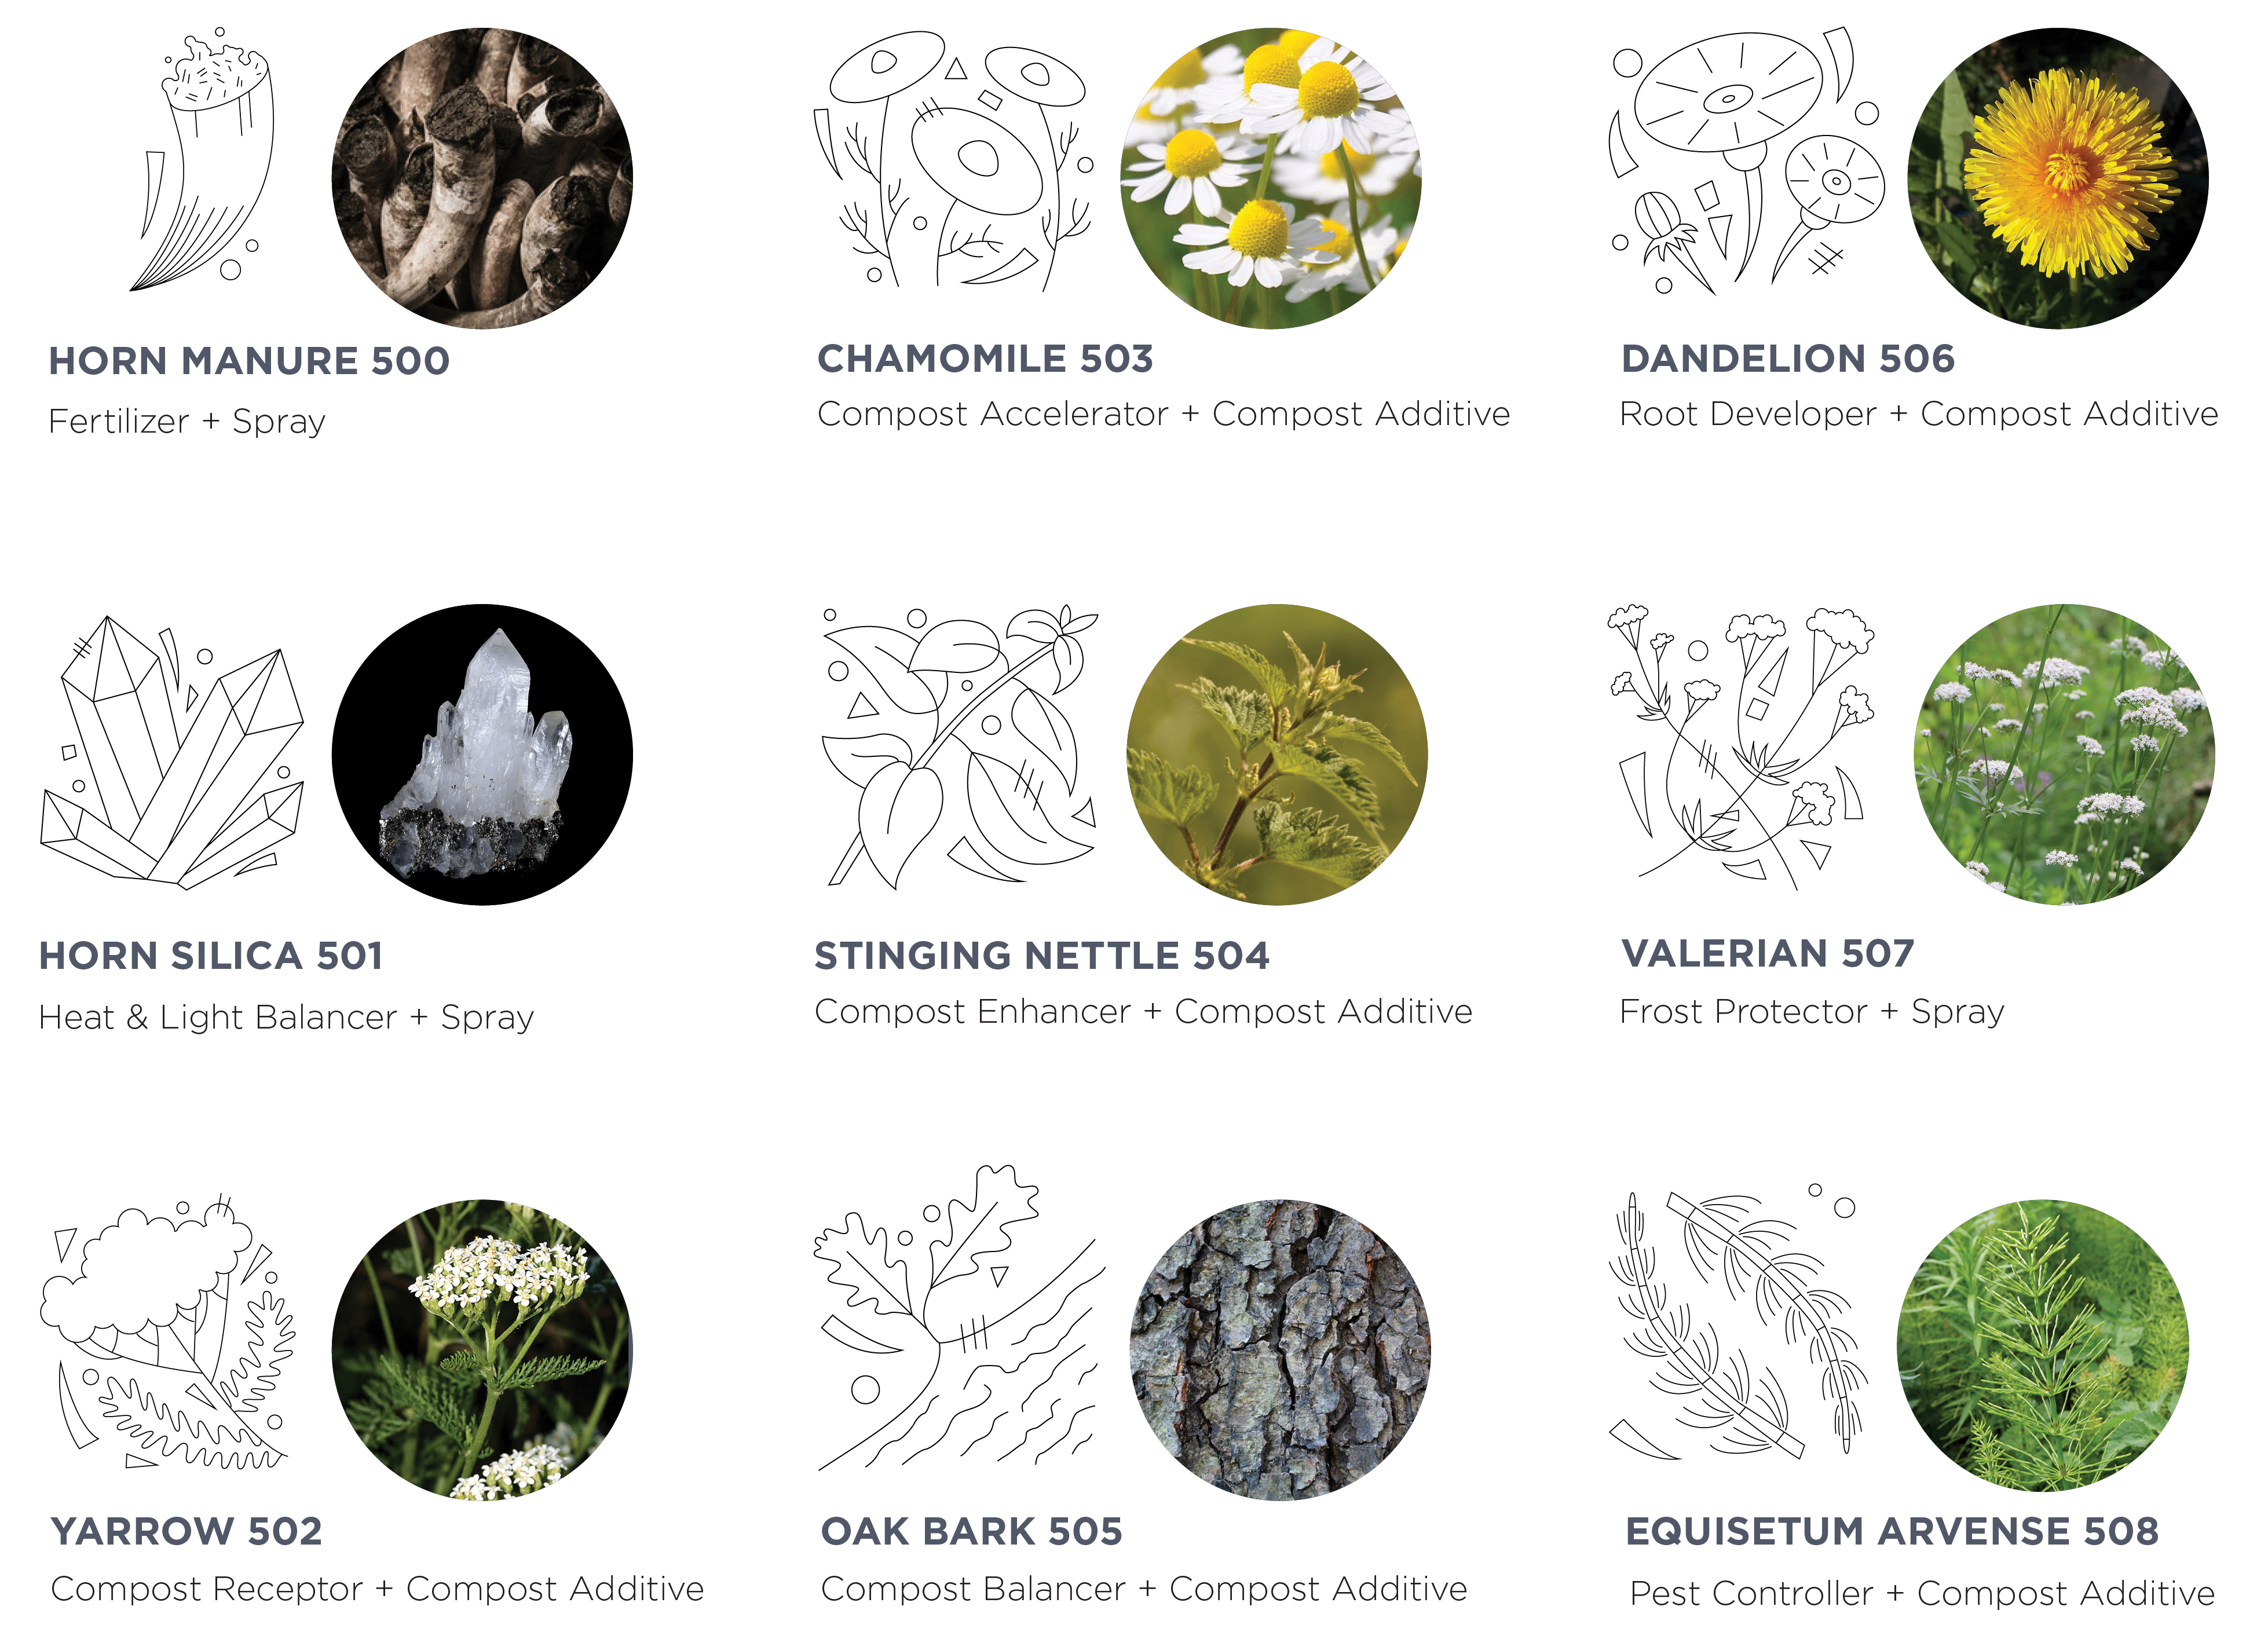 HORN MANURE 500
Fertilizer + Spray
CHAMOMILE 503
Compost Accelerator + Compost Additive
DANDELION 506
Root Developer + Compost Additive
HORN SILICA 501
Heat & Light Balancer + Spray
STINGING NETTLE 504
Compost Enhancer + Compost Additive
VALERIAN 507
Frost Protector + Spray
YARROW 502
Compost Receptor + Compost Additive
OAK BARK 505
Compost Balancer + Compost Additive
EQUISETUM ARVENSE 508
Pest Controller + Compost Additive